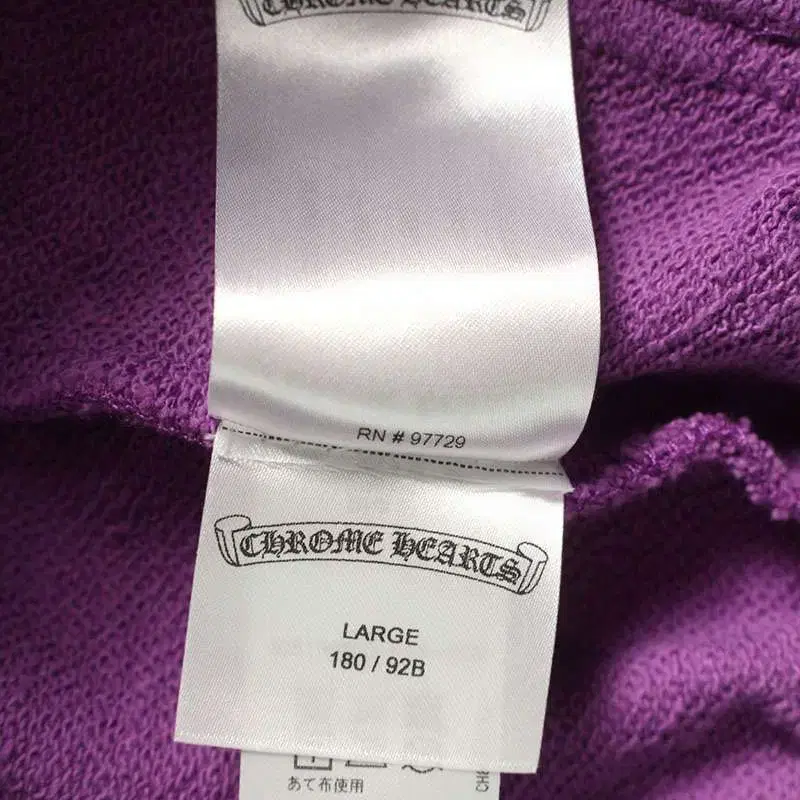 CHROME HEARTS
RN # 97729
CHROME HEARTS
LARGE
180 / 92B
あて布使用